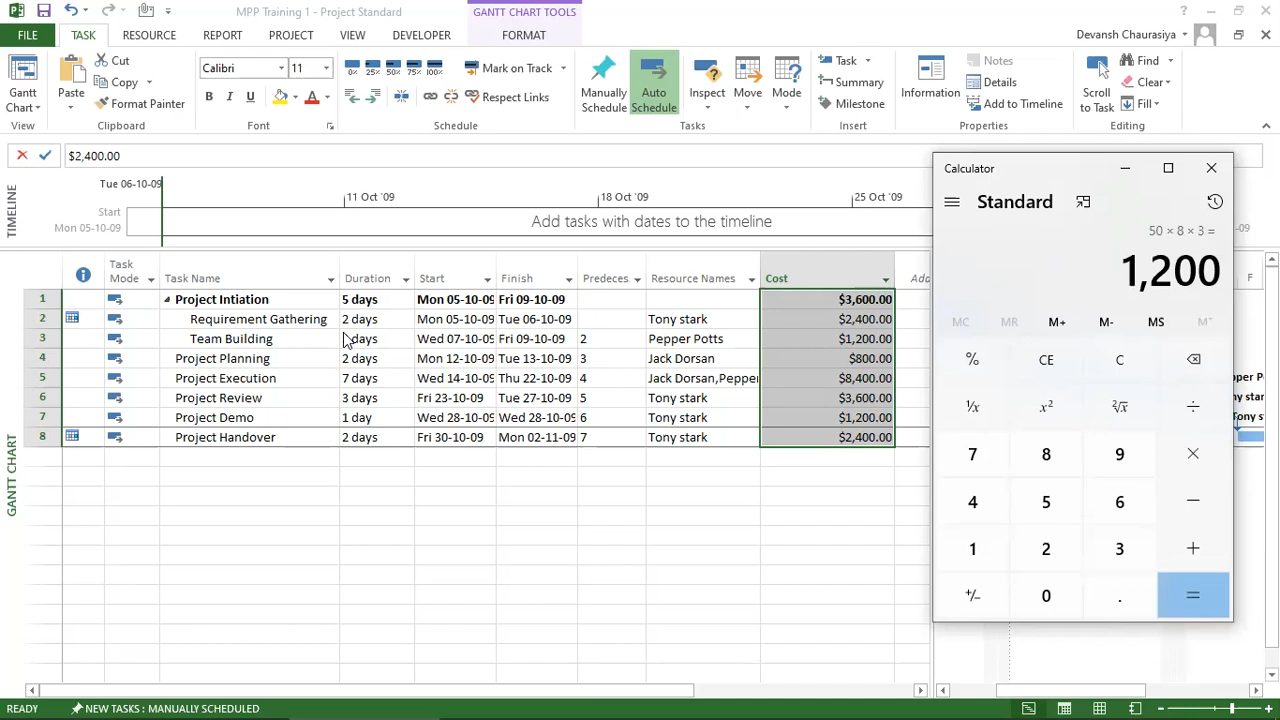 MPP Training 1 - Project Standard
GANTT CHART TOOLS
FILE TASK RESOURCE REPORT PROJECT VIEW DEVELOPER FORMAT
Devansh Chaurasiya
Gantt Chart
View
Paste
Cut
Copy
Format Painter
Clipboard
Calibri 11
B I U A
Font
0% 25% 50% 75% 100%
Mark on Track
Respect Links
Schedule
Manually Schedule
Auto Schedule
Inspect
Move
Mode
Tasks
Task
Summary
Milestone
Insert
Information
Notes
Details
Add to Timeline
Properties
Scroll to Task
Find
Clear
Fill
Editing
$2,400.00
TIMELINE
Tue 06-10-09
Start
Mon 05-10-09
11 Oct '09 18 Oct '09 25 Oct '09
Add tasks with dates to the timeline
GANTT CHART
Task Mode Task Name Duration Start Finish Predeces Resource Names Cost Add
1 Project Intiation 5 days Mon 05-10-09 Fri 09-10-09 $3,600.00
2 Requirement Gathering 2 days Mon 05-10-09 Tue 06-10-09 Tony stark $2,400.00
3 Team Building days Wed 07-10-09 Fri 09-10-09 2 Pepper Potts $1,200.00
4 Project Planning 2 days Mon 12-10-09 Tue 13-10-09 3 Jack Dorsan $800.00
5 Project Execution 7 days Wed 14-10-09 Thu 22-10-09 4 Jack Dorsan,Pepper $8,400.00
6 Project Review 3 days Fri 23-10-09 Tue 27-10-09 5 Tony stark $3,600.00
7 Project Demo 1 day Wed 28-10-09 Wed 28-10-09 6 Tony stark $1,200.00
8 Project Handover 2 days Fri 30-10-09 Mon 02-11-09 7 Tony stark $2,400.00
Calculator
Standard
50 × 8 × 3 =
1,200
MC MR M+ M- MS M˅
% CE C
¹/x x² ²√x ÷
7 8 9 ×
4 5 6 −
1 2 3 +
+/− 0 . =
F
READY NEW TASKS : MANUALLY SCHEDULED